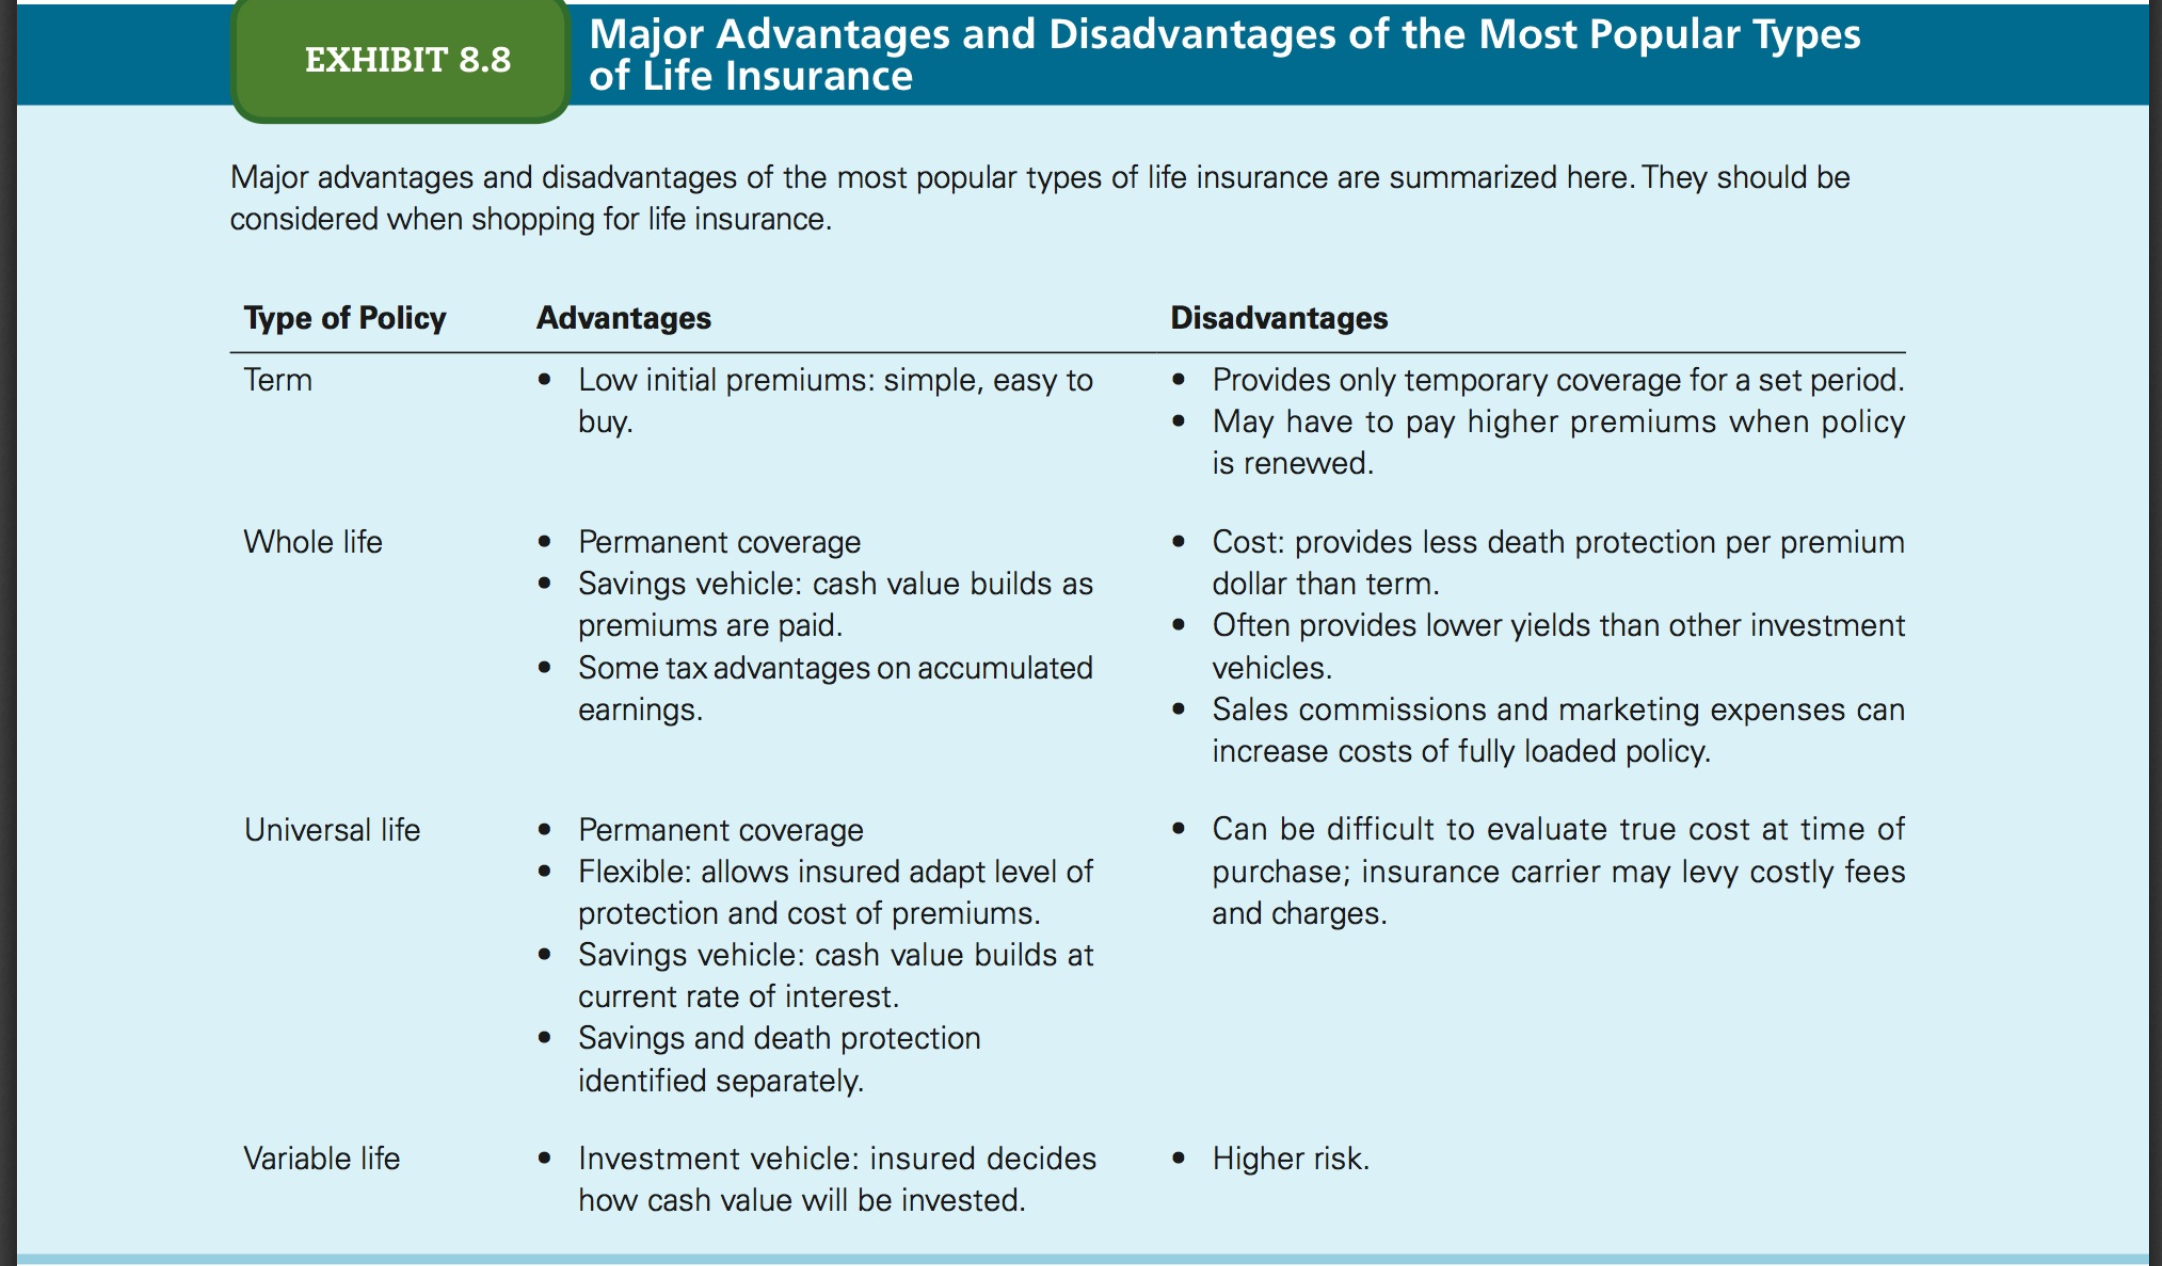 EXHIBIT 8.8
Major Advantages and Disadvantages of the Most Popular Types
of Life Insurance
Major advantages and disadvantages of the most popular types of life insurance are summarized here. They should be
considered when shopping for life insurance.
Type of Policy Advantages Disadvantages
Term
• Low initial premiums: simple, easy to
buy.
• Provides only temporary coverage for a set period.
• May have to pay higher premiums when policy
is renewed.
Whole life
• Permanent coverage
• Savings vehicle: cash value builds as
premiums are paid.
• Some tax advantages on accumulated
earnings.
• Cost: provides less death protection per premium
dollar than term.
• Often provides lower yields than other investment
vehicles.
• Sales commissions and marketing expenses can
increase costs of fully loaded policy.
Universal life
• Permanent coverage
• Flexible: allows insured adapt level of
protection and cost of premiums.
• Savings vehicle: cash value builds at
current rate of interest.
• Savings and death protection
identified separately.
• Can be difficult to evaluate true cost at time of
purchase; insurance carrier may levy costly fees
and charges.
Variable life
• Investment vehicle: insured decides
how cash value will be invested.
• Higher risk.